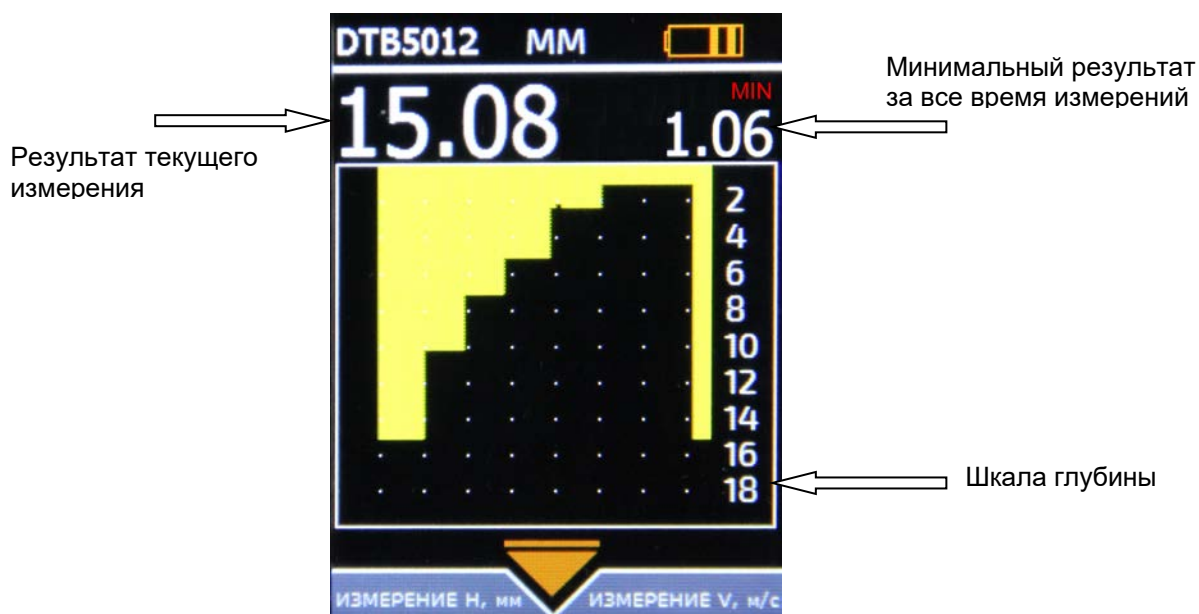 DTB5012 ММ
15.08
MIN
1.06
Минимальный результат
за все время измерений
Результат текущего
измерения
2
4
6
8
10
12
14
16
18
Шкала глубины
ИЗМЕРЕНИЕ H, мм
ИЗМЕРЕНИЕ V, м/с